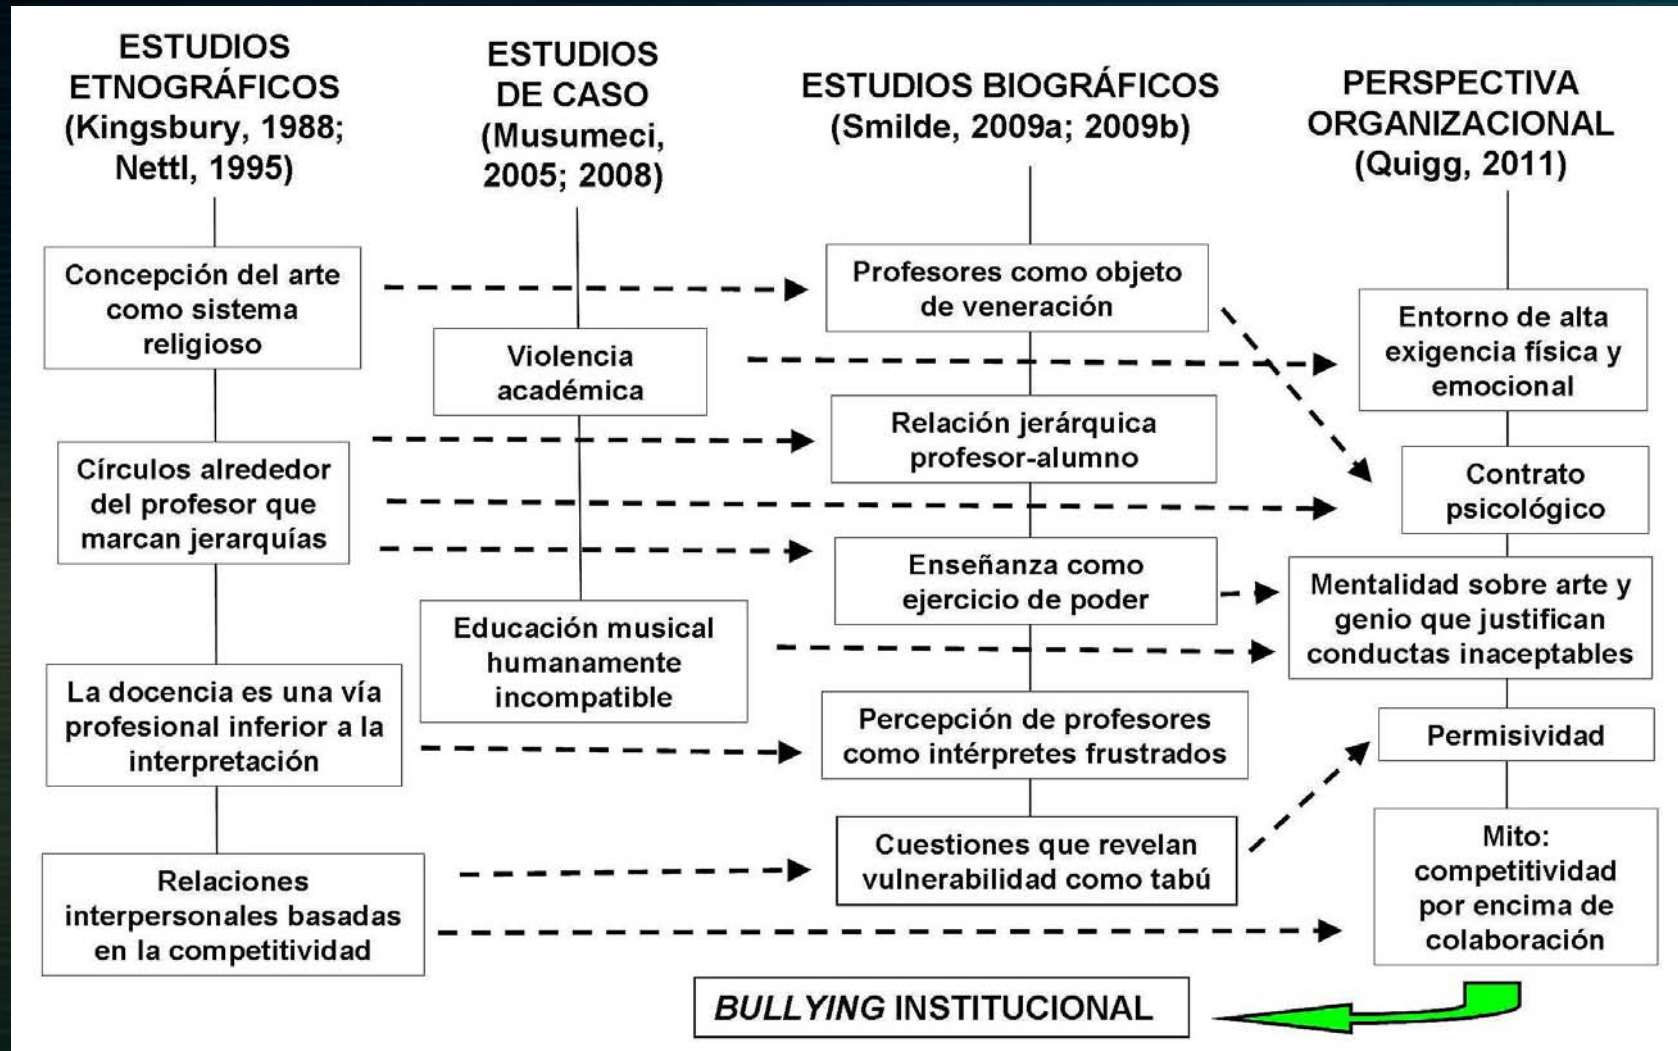 ESTUDIOS
ETNOGRÁFICOS
(Kingsbury, 1988;
Nettl, 1995)
Concepción del arte
como sistema
religioso
Círculos alrededor
del profesor que
marcan jerarquías
La docencia es una vía
profesional inferior a la
interpretación
Relaciones
interpersonales basadas
en la competitividad
ESTUDIOS
DE CASO
(Musumeci,
2005; 2008)
Violencia
académica
Educación musical
humanamente
incompatible
ESTUDIOS BIOGRÁFICOS
(Smilde, 2009a; 2009b)
Profesores como objeto
de veneración
Relación jerárquica
profesor-alumno
Enseñanza como
ejercicio de poder
Percepción de profesores
como intérpretes frustrados
Cuestiones que revelan
vulnerabilidad como tabú
PERSPECTIVA
ORGANIZACIONAL
(Quigg, 2011)
Entorno de alta
exigencia física y
emocional
Contrato
psicológico
Mentalidad sobre arte y
genio que justifican
conductas inaceptables
Permisividad
Mito:
competitividad
por encima de
colaboración
BULLYING INSTITUCIONAL